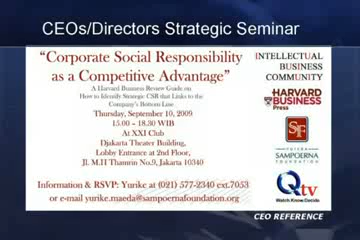 CEOs/Directors Strategic Seminar
"Corporate Social Responsibility
as a Competitive Advantage"
A Harvard Business Review Guide on
How to Identify Strategic CSR that Links to the
Company's Bottom Line
Thursday, September 10, 2009
15.00 - 18.30 WIB
At XXI Club
Djakarta Theater Building,
Lobby Entrance at 2nd Floor,
Jl. M.H Thamrin No.9, Jakarta 10340
Information & RSVP: Yurike at (021) 577-2340 ext.7053
or e-mail yurike.maeda@sampoernafoundation.org
INTELLECTUAL
BUSINESS
COMMUNITY
HARVARD
BUSINESS
Press
SF
PUTERA
SAMPOERNA
FOUNDATION
Qtv
Watch.Know.Decide
CEO REFERENCE